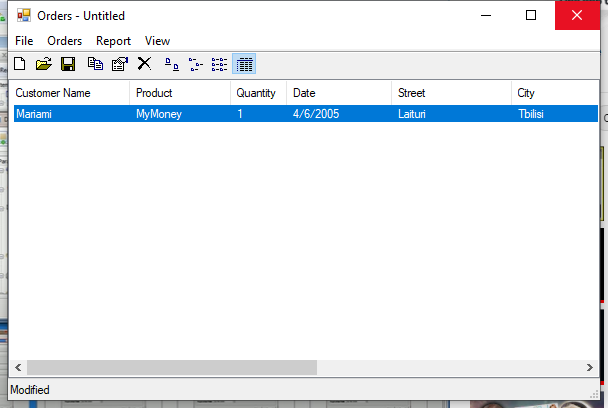 Orders - Untitled
File Orders Report View
Customer Name Product Quantity Date Street City
Mariami MyMoney 1 4/6/2005 Laituri Tbilisi
Modified